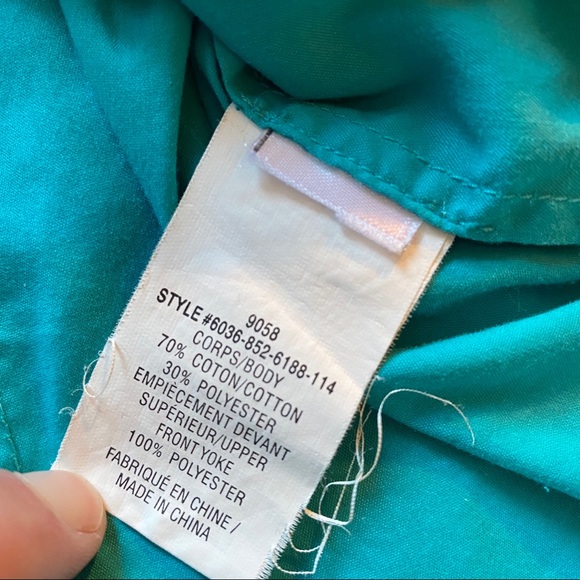 9058
STYLE#6036-852-6188-114
CORPS/BODY
70% COTON/COTTON
30% POLYESTER
EMPIÈCEMENT DEVANT
SUPÉRIEUR/UPPER
FRONT YOKE
100% POLYESTER
FABRIQUÉ EN CHINE/
MADE IN CHINA